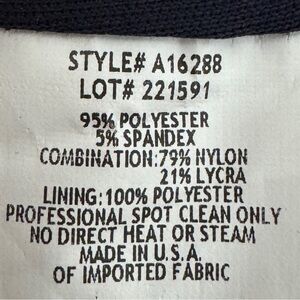 STYLE# A16288
LOT# 221591
95% POLYESTER
5% SPANDEX
COMBINATION:79% NYLON
21% LYCRA
LINING:100% POLYESTER
PROFESSIONAL SPOT CLEAN ONLY
NO DIRECT HEAT OR STEAM
MADE IN U.S.A.
OF IMPORTED FABRIC